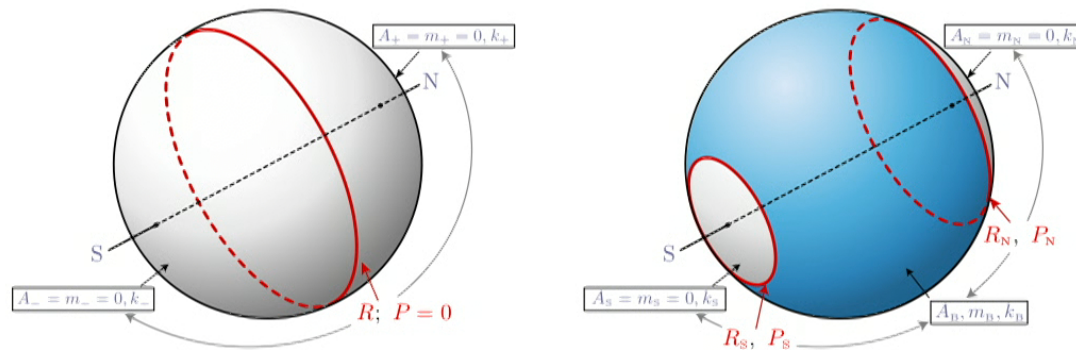 A₊ = m₊ = 0, k₊
N
S
A₋ = m₋ = 0, k₋
R; P = 0
A_N = m_N = 0, k_N
N
S
R_N, P_N
A_S = m_S = 0, k_S
A_B, m_B, k_B
R_S, P_S